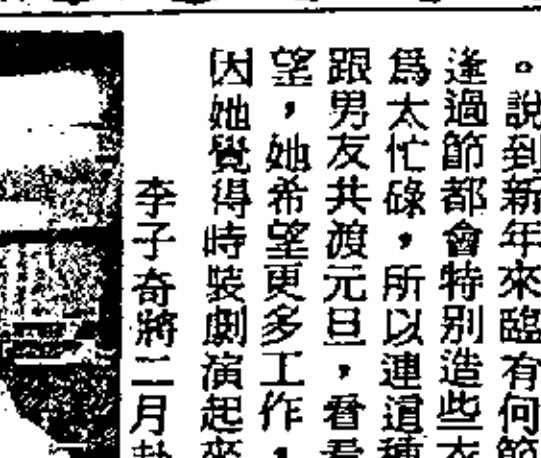 。說到新年來臨有何節
逢過節都會特别造些衣
爲太忙碌，所以連這種
跟男友共渡元旦，看看
望，她希望更多工作，
因她覺得時裝劇演起來
李子奇將二月赴